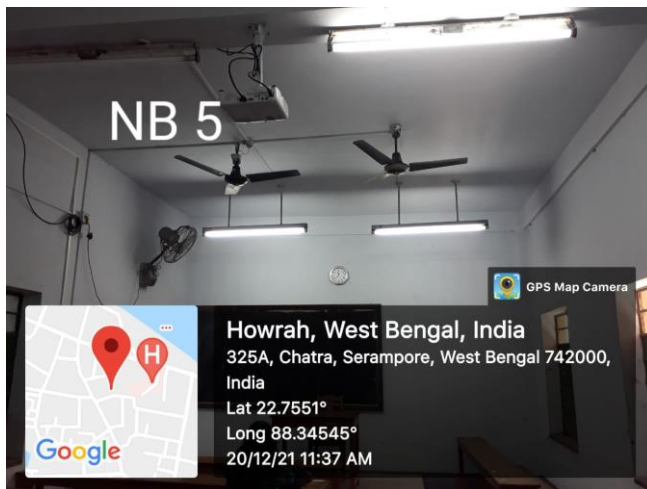 NB 5
GPS Map Camera
H
Google
Howrah, West Bengal, India
325A, Chatra, Serampore, West Bengal 742000,
India
Lat 22.7551°
Long 88.34545°
20/12/21 11:37 AM